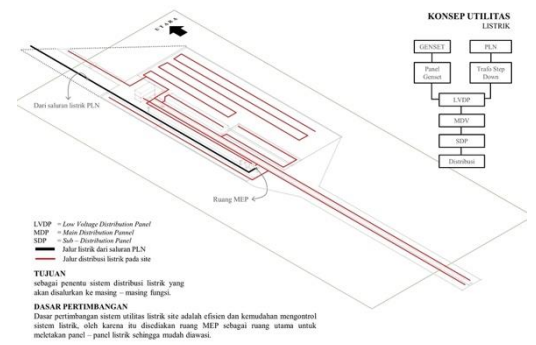 KONSEP UTILITAS
LISTRIK
UTARA
GENSET
PLN
Panel
Genset
Trafo Step
Down
LVDP
MDV
SDP
Distribusi
Dari saluran listrik PLN
Ruang MEP
LVDP = Low Voltage Distribution Panel
MDP = Main Distribution Pannel
SDP = Sub – Distribution Panel
Jalur listrik dari saluran PLN
Jalur distribusi listrik pada site
TUJUAN
sebagai penentu sistem distribusi listrik yang
akan disalurkan ke masing – masing fungsi.
DASAR PERTIMBANGAN
Dasar pertimbangan sistem utilitas listrik site adalah efisien dan kemudahan mengontrol
sistem listrik, oleh karena itu disediakan ruang MEP sebagai ruang utama untuk
meletakan panel – panel listrik sehingga mudah diawasi.